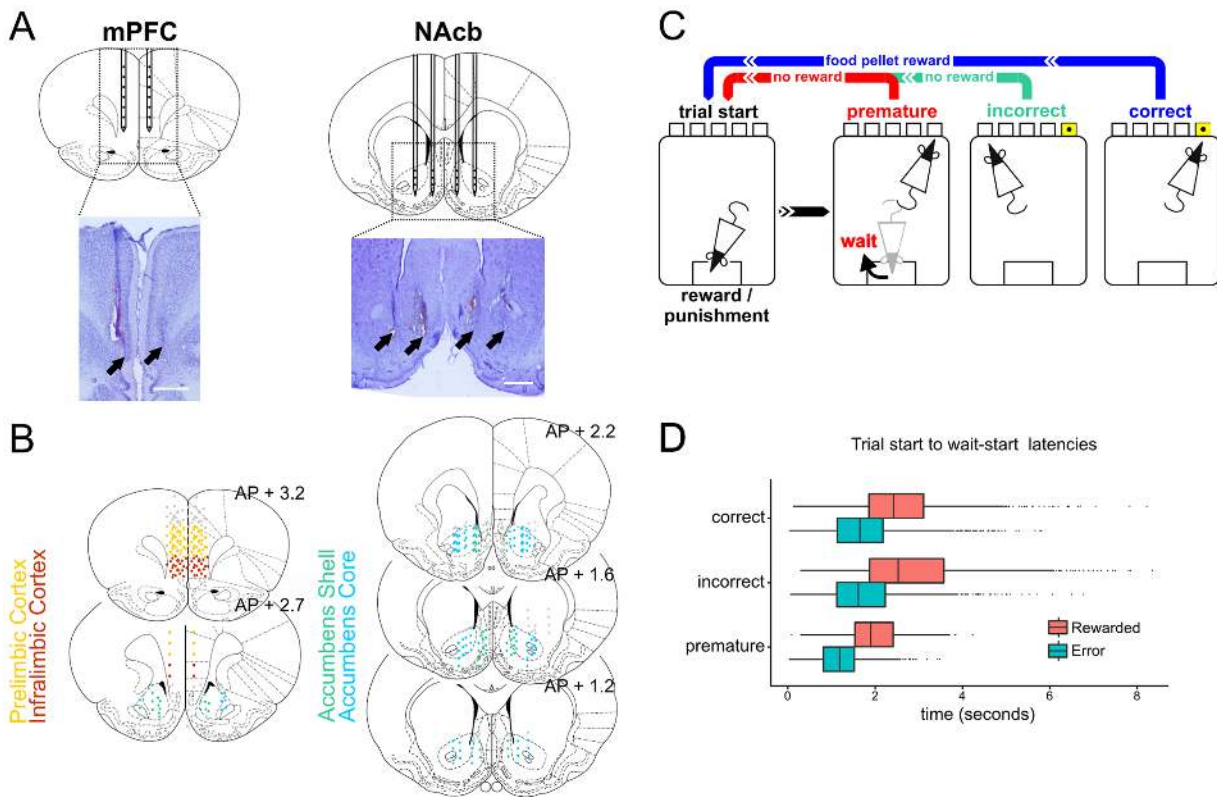 A
mPFC
NAcb
C
food pellet reward
no reward
no reward
trial start
premature
incorrect
correct
wait
reward /
punishment
B
Prelimbic Cortex
Infralimbic Cortex
AP + 3.2
AP + 2.7
Accumbens Shell
Accumbens Core
AP + 2.2
AP + 1.6
AP + 1.2
D
Trial start to wait-start latencies
correct
incorrect
premature
Rewarded
Error
0 2 4 6 8
time (seconds)